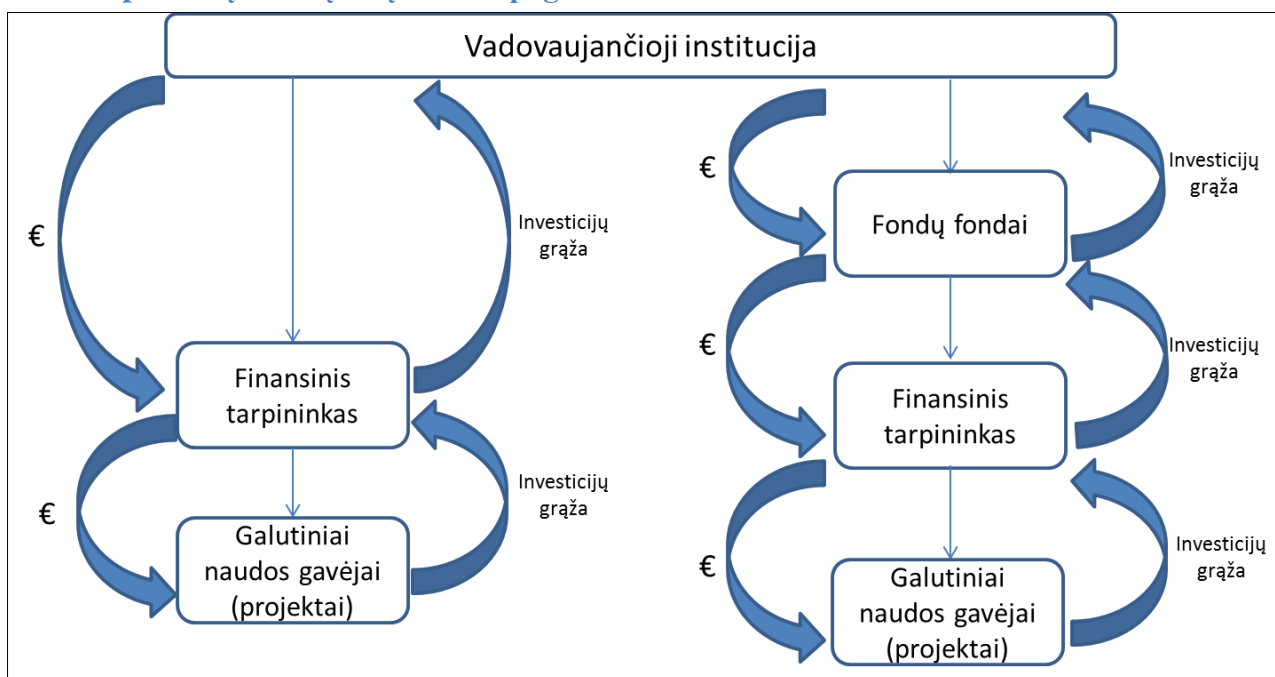 Vadovaujančioji institucija
€
Investicijų
grąža
Finansinis
tarpininkas
€
Investicijų
grąža
Galutiniai
naudos gavėjai
(projektai)
€
Investicijų
grąža
Fondų fondai
€
Investicijų
grąža
Finansinis
tarpininkas
€
Investicijų
grąža
Galutiniai
naudos gavėjai
(projektai)